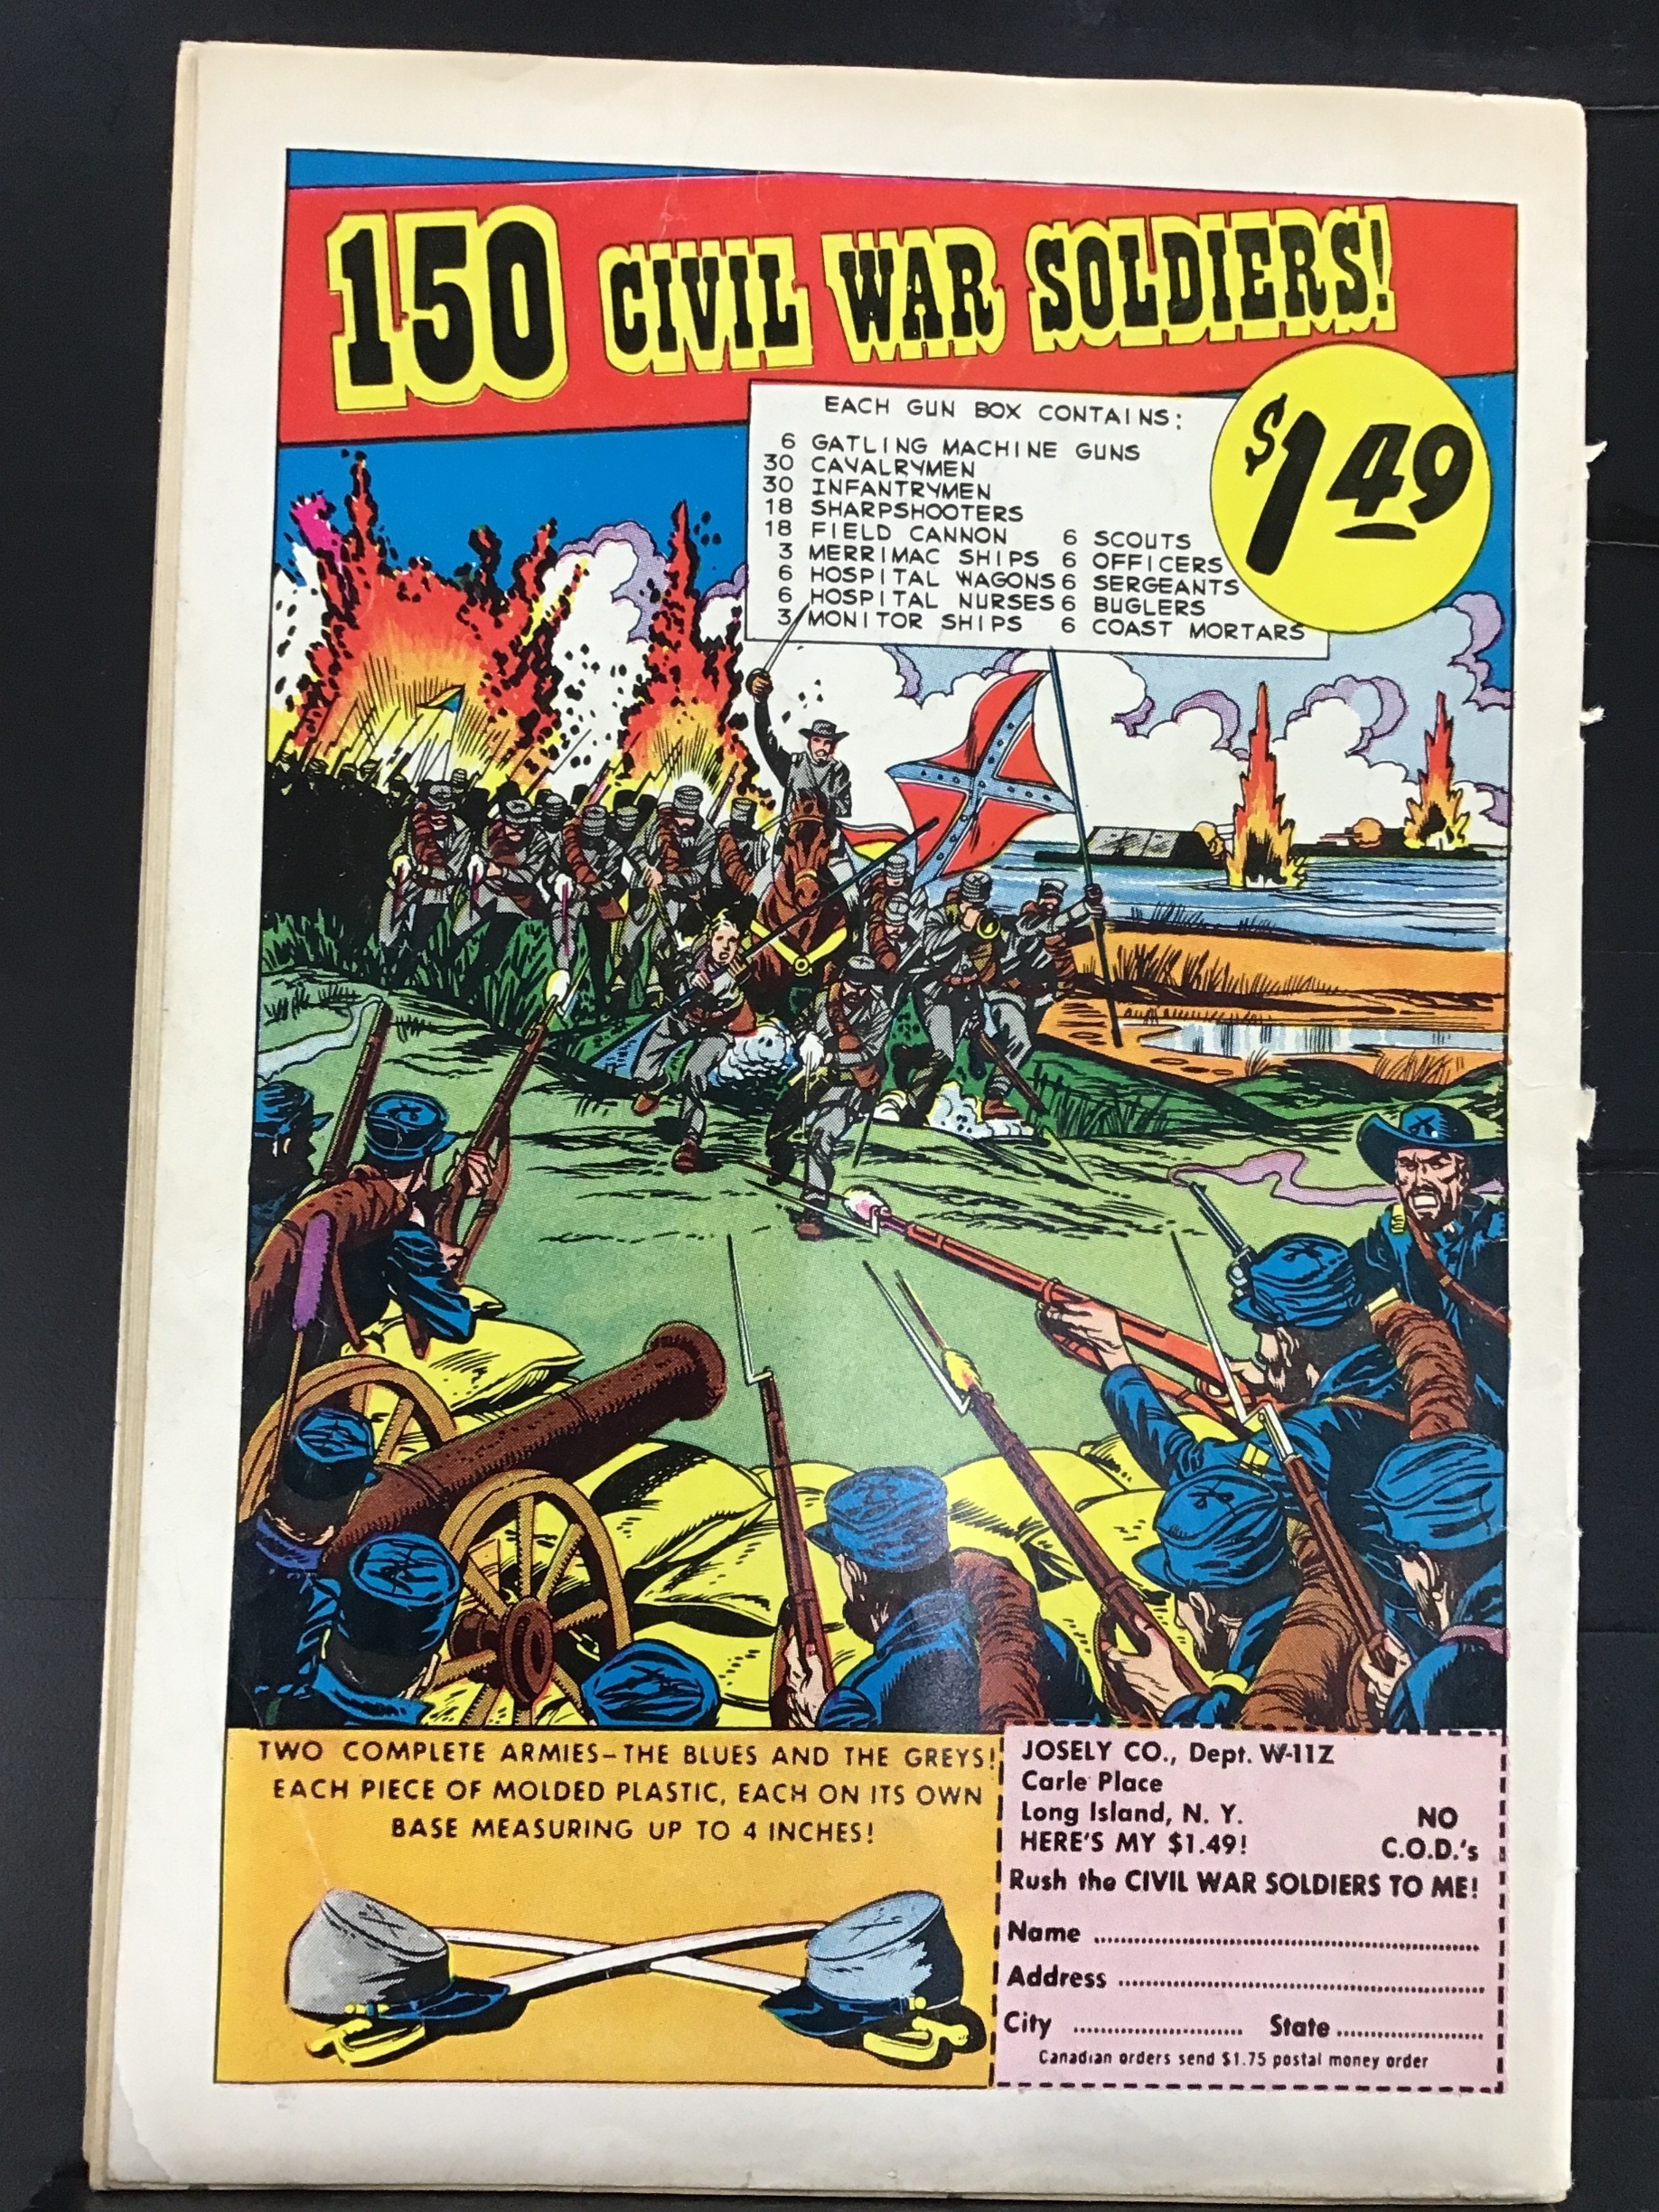 150 CIVIL WAR SOLDIERS!
$1.49
EACH GUN BOX CONTAINS:
6 GATLING MACHINE GUNS
30 CAVALRYMEN
30 INFANTRYMEN
18 SHARPSHOOTERS
18 FIELD CANNON 6 SCOUTS
3 MERRIMAC SHIPS 6 OFFICERS
6 HOSPITAL WAGONS 6 SERGEANTS
6 HOSPITAL NURSES 6 BUGLERS
3 MONITOR SHIPS 6 COAST MORTARS
TWO COMPLETE ARMIES-THE BLUES AND THE GREYS!
EACH PIECE OF MOLDED PLASTIC, EACH ON ITS OWN
BASE MEASURING UP TO 4 INCHES!
JOSELY CO., Dept. W-11Z
Carle Place
Long Island, N. Y.
HERE'S MY $1.49!
NO
C.O.D.'s
Rush the CIVIL WAR SOLDIERS TO ME!
Name
Address
City State
Canadian orders send $1.75 postal money order